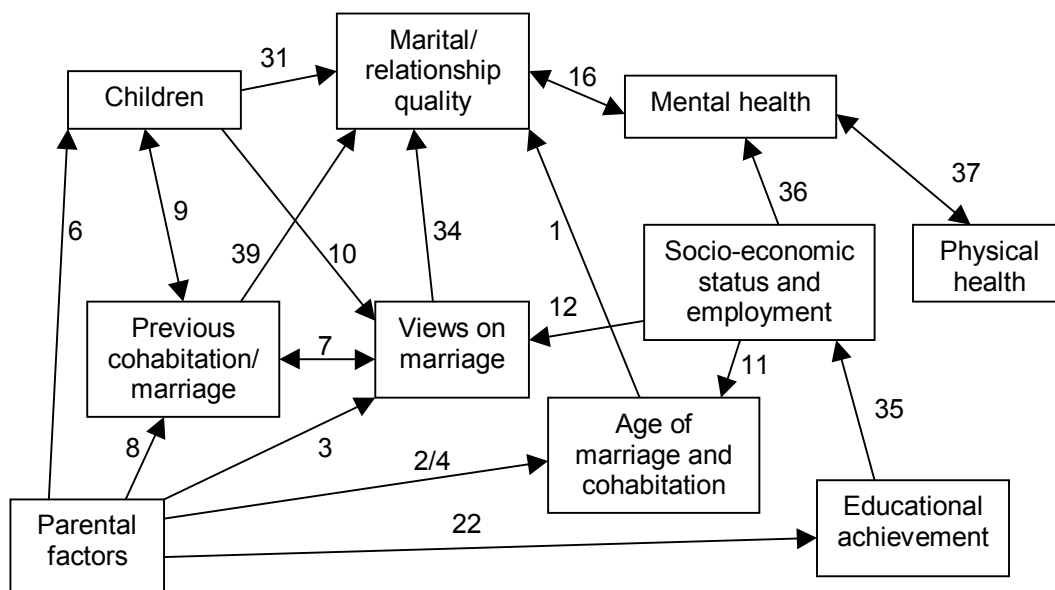 31
Marital/
relationship
quality
16
Children
Mental health
6
9
39
10
34
1
36
37
Socio-economic
status and
employment
Physical
health
Previous
cohabitation/
marriage
7
Views on
marriage
12
11
8
3
2/4
Age of
marriage and
cohabitation
35
Parental
factors
22
Educational
achievement